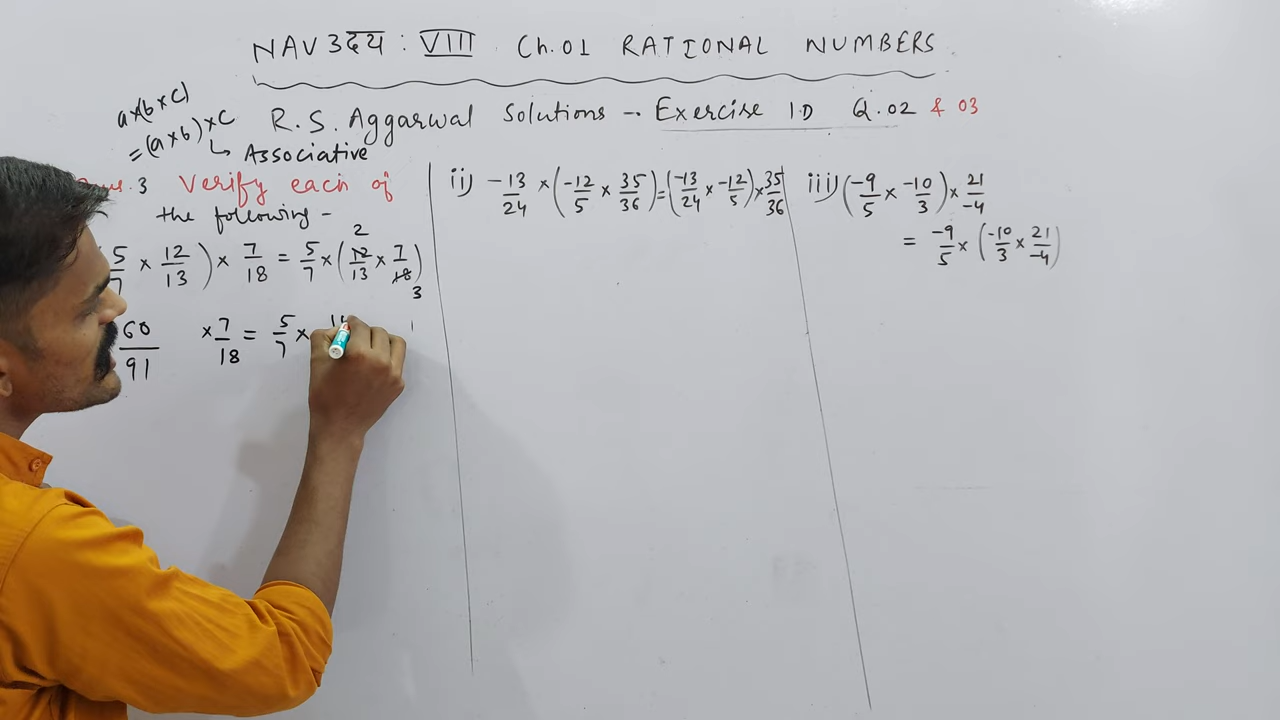 NAV उदय : VIII Ch.01 RATIONAL NUMBERS
R.S. Aggarwal Solutions -. Exercise 1.D Q.02 & 03
a×(b×c)
=(a×b)×c
↳ Associative
3 Verify each of
the following -
5/7 × 12/13 ) × 7/18 = 5/7 × (12/13 × 7/18)
2
3
60/91 × 7/18 = 5/7 ×
ii) -13/24 × (-12/5 × 35/36) = (-13/24 × -12/5) × 35/36
iii) (-9/5 × -10/3) × 21/-4
= -9/5 × (-10/3 × 21/-4)